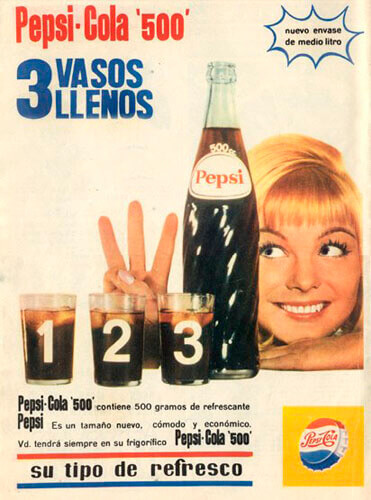 Pepsi-Cola '500'
nuevo envase
de medio litro
3 VASOS
LLENOS
500 cc
Pepsi
1 2 3
Pepsi-Cola '500' contiene 500 gramos de refrescante
Pepsi Es un tamaño nuevo, cómodo y económico.
Vd. tendrá siempre en su frigorífico Pepsi-Cola '500'
su tipo de refresco
Pepsi-Cola